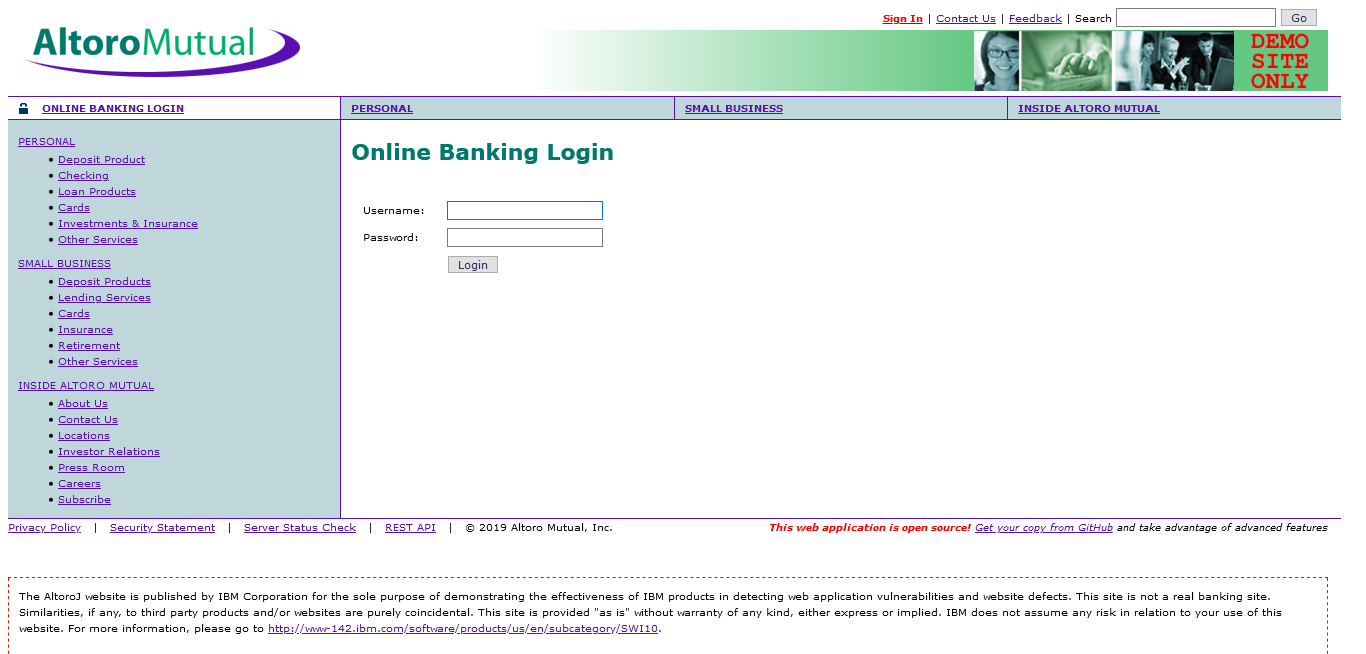 Sign In | Contact Us | Feedback | Search Go
AltoroMutual
DEMO
SITE
ONLY
ONLINE BANKING LOGIN
PERSONAL
SMALL BUSINESS
INSIDE ALTORO MUTUAL
PERSONAL
• Deposit Product
• Checking
• Loan Products
• Cards
• Investments & Insurance
• Other Services
SMALL BUSINESS
• Deposit Products
• Lending Services
• Cards
• Insurance
• Retirement
• Other Services
INSIDE ALTORO MUTUAL
• About Us
• Contact Us
• Locations
• Investor Relations
• Press Room
• Careers
• Subscribe
Online Banking Login
Username:
Password:
Login
Privacy Policy | Security Statement | Server Status Check | REST API | © 2019 Altoro Mutual, Inc.
This web application is open source! Get your copy from GitHub and take advantage of advanced features
The AltoroJ website is published by IBM Corporation for the sole purpose of demonstrating the effectiveness of IBM products in detecting web application vulnerabilities and website defects. This site is not a real banking site.
Similarities, if any, to third party products and/or websites are purely coincidental. This site is provided "as is" without warranty of any kind, either express or implied. IBM does not assume any risk in relation to your use of this
website. For more information, please go to http://www-142.ibm.com/software/products/us/en/subcategory/SWI10.